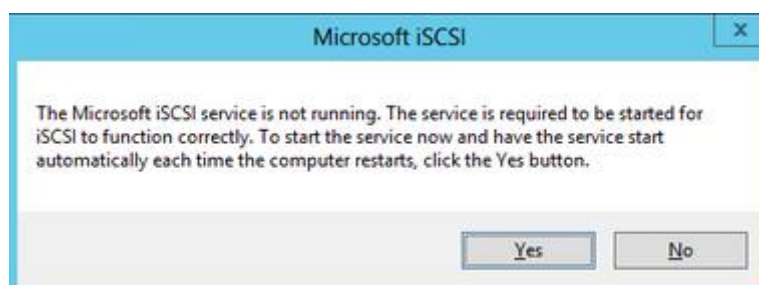 Microsoft iSCSI
x
The Microsoft iSCSI service is not running. The service is required to be started for
iSCSI to function correctly. To start the service now and have the service start
automatically each time the computer restarts, click the Yes button.
Yes No